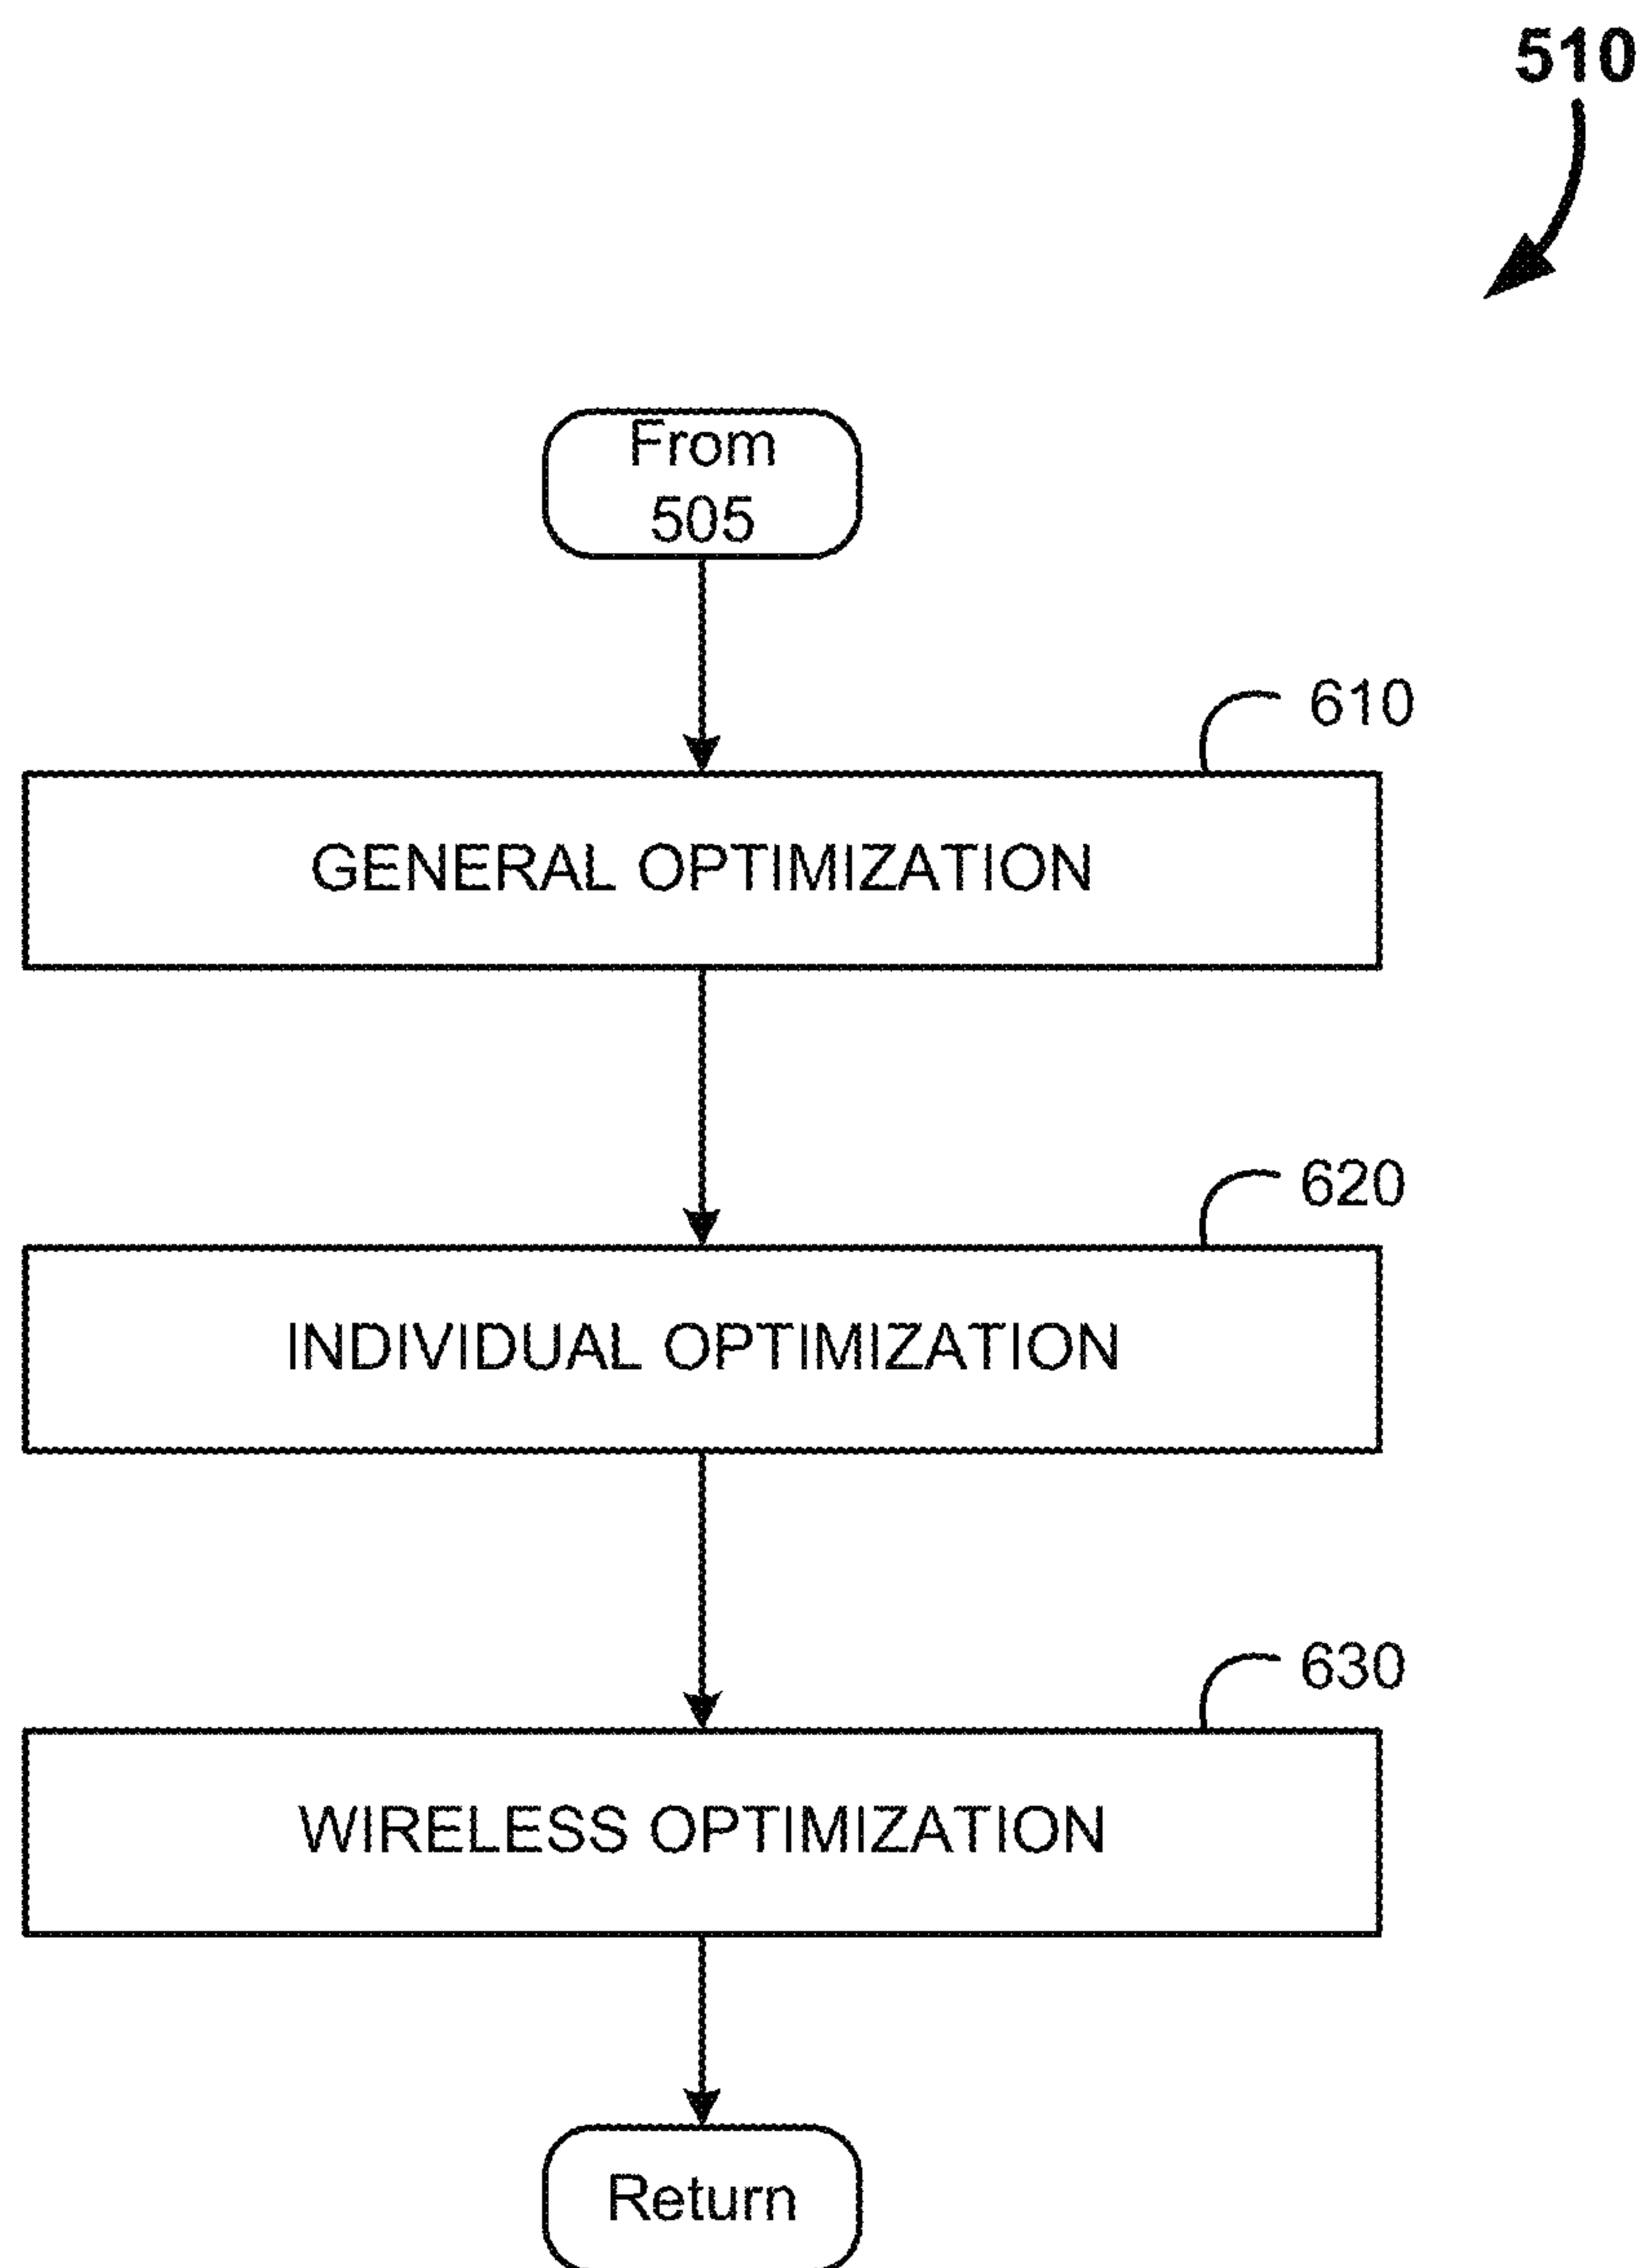 510
From
505
610
GENERAL OPTIMIZATION
620
INDIVIDUAL OPTIMIZATION
630
WIRELESS OPTIMIZATION
Return